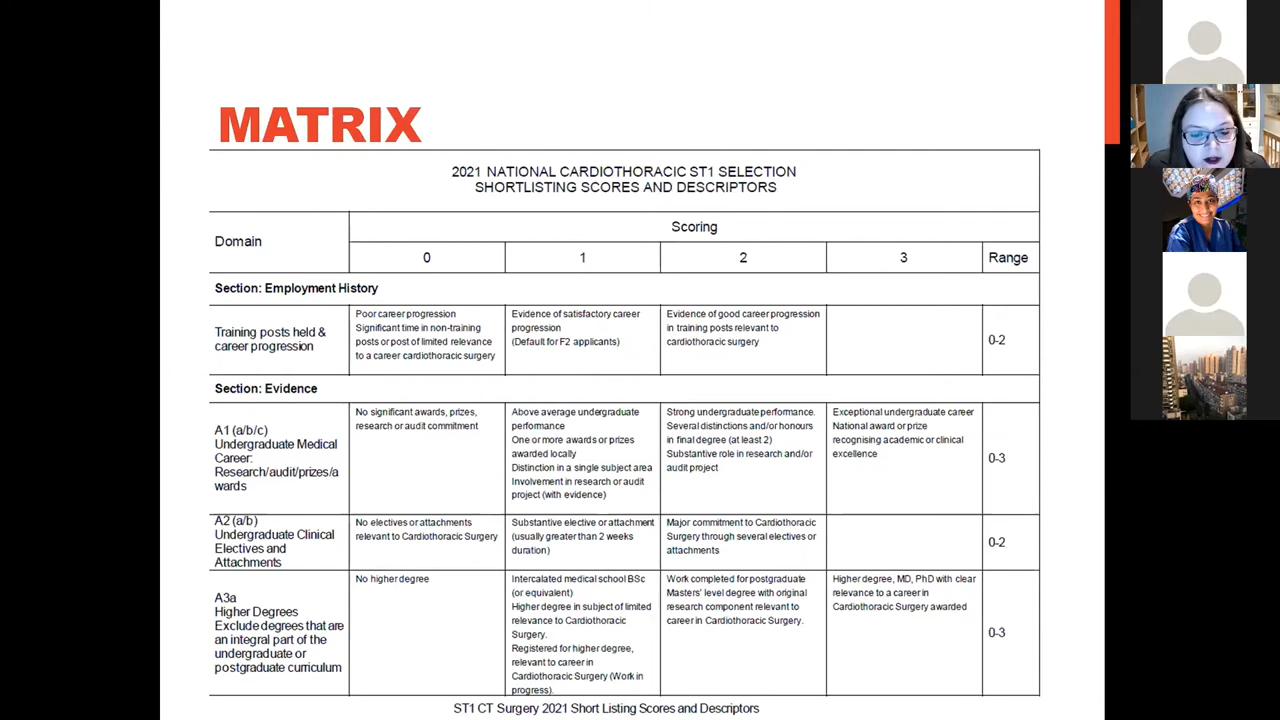 MATRIX
2021 NATIONAL CARDIOTHORACIC ST1 SELECTION
SHORTLISTING SCORES AND DESCRIPTORS
Domain
Scoring
0
1
2
3
Range
Section: Employment History
Training posts held &
career progression
Poor career progression
Significant time in non-training
posts or post of limited relevance
to a career cardiothoracic surgery
Evidence of satisfactory career
progression
(Default for F2 applicants)
Evidence of good career progression
in training posts relevant to
cardiothoracic surgery
0-2
Section: Evidence
A1 (a/b/c)
Undergraduate Medical
Career:
Research/audit/prizes/a
wards
No significant awards, prizes,
research or audit commitment
Above average undergraduate
performance
One or more awards or prizes
awarded locally
Distinction in a single subject area
Involvement in research or audit
project (with evidence)
Strong undergraduate performance.
Several distinctions and/or honours
in final degree (at least 2)
Substantive role in research and/or
audit project
Exceptional undergraduate career
National award or prize
recognising academic or clinical
excellence
0-3
A2 (a/b)
Undergraduate Clinical
Electives and
Attachments
No electives or attachments
relevant to Cardiothoracic Surgery
Substantive elective or attachment
(usually greater than 2 weeks
duration)
Major commitment to Cardiothoracic
Surgery through several electives or
attachments
0-2
A3a
Higher Degrees
Exclude degrees that are
an integral part of the
undergraduate or
postgraduate curriculum
No higher degree
Intercalated medical school BSc
(or equivalent)
Higher degree in subject of limited
relevance to Cardiothoracic
Surgery.
Registered for higher degree,
relevant to career in
Cardiothoracic Surgery (Work in
progress).
Work completed for postgraduate
Masters' level degree with original
research component relevant to
career in Cardiothoracic Surgery.
Higher degree, MD, PhD with clear
relevance to a career in
Cardiothoracic Surgery awarded
0-3
ST1 CT Surgery 2021 Short Listing Scores and Descriptors